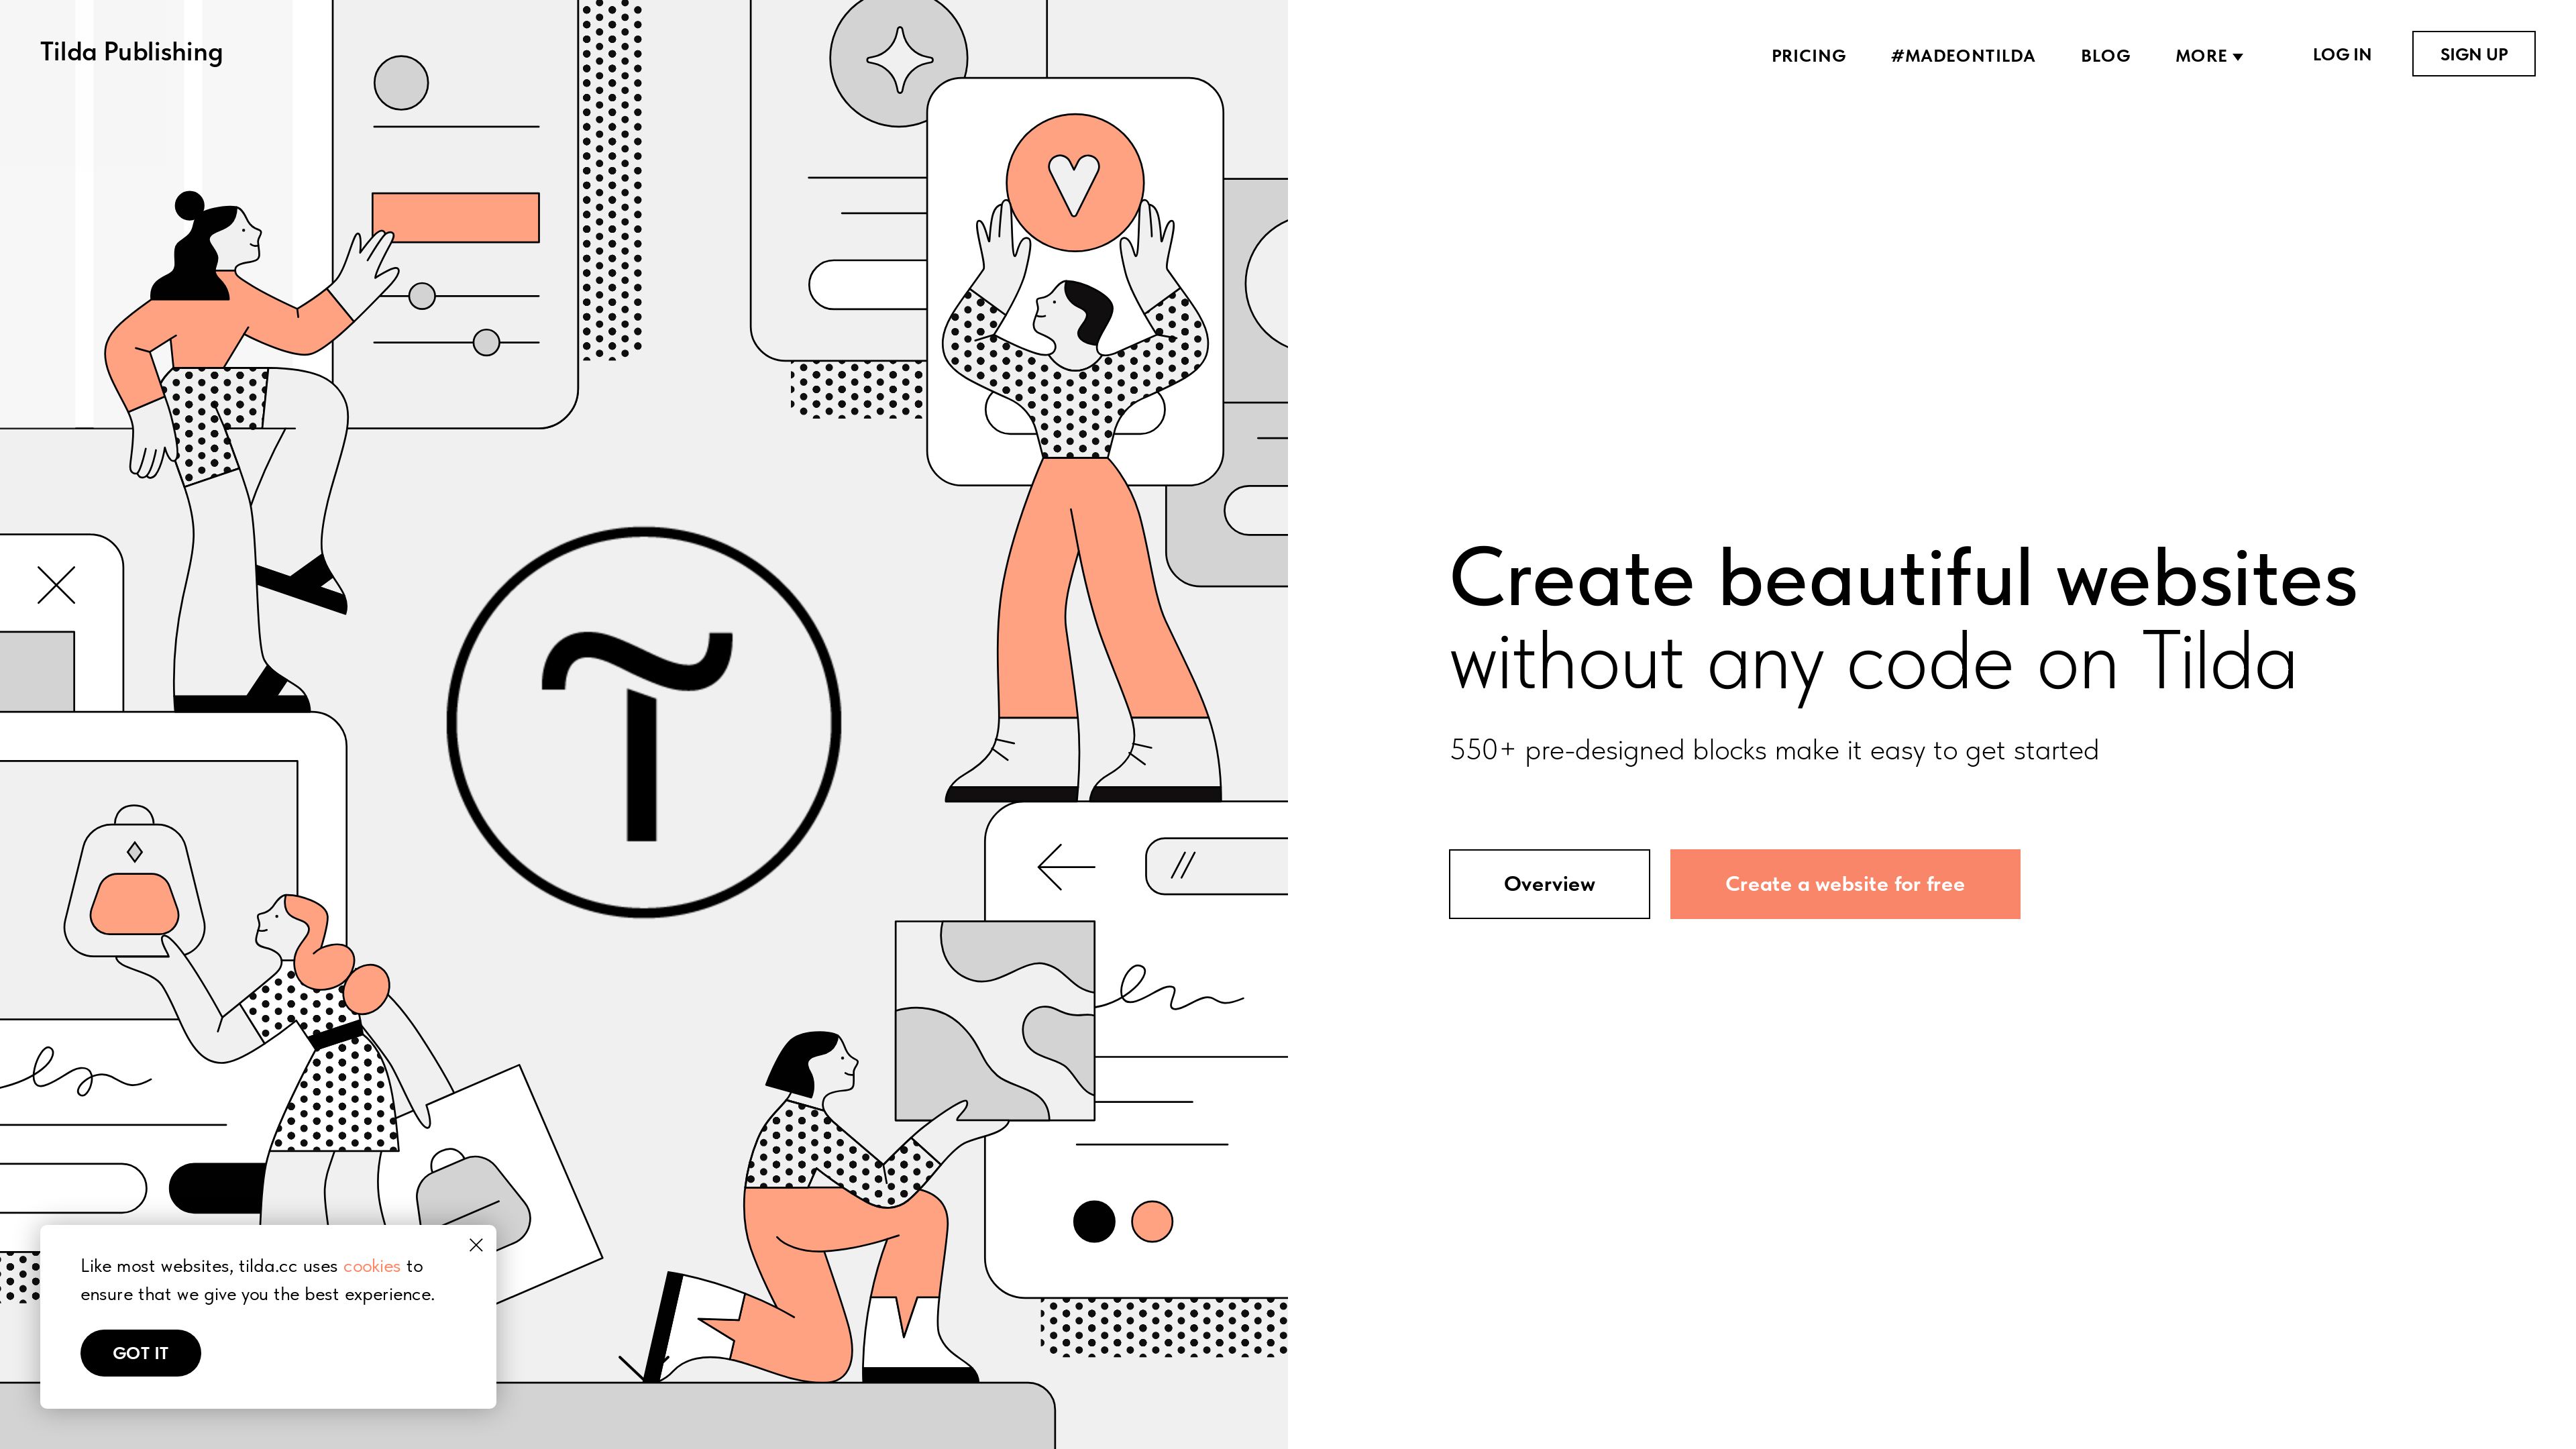 Tilda Publishing
PRICING
#MADEONTILDA
BLOG
MORE
LOG IN
SIGN UP
Create beautiful websites
without any code on Tilda
550+ pre-designed blocks make it easy to get started
Overview
Create a website for free
Like most websites, tilda.cc uses cookies to
ensure that we give you the best experience.
GOT IT